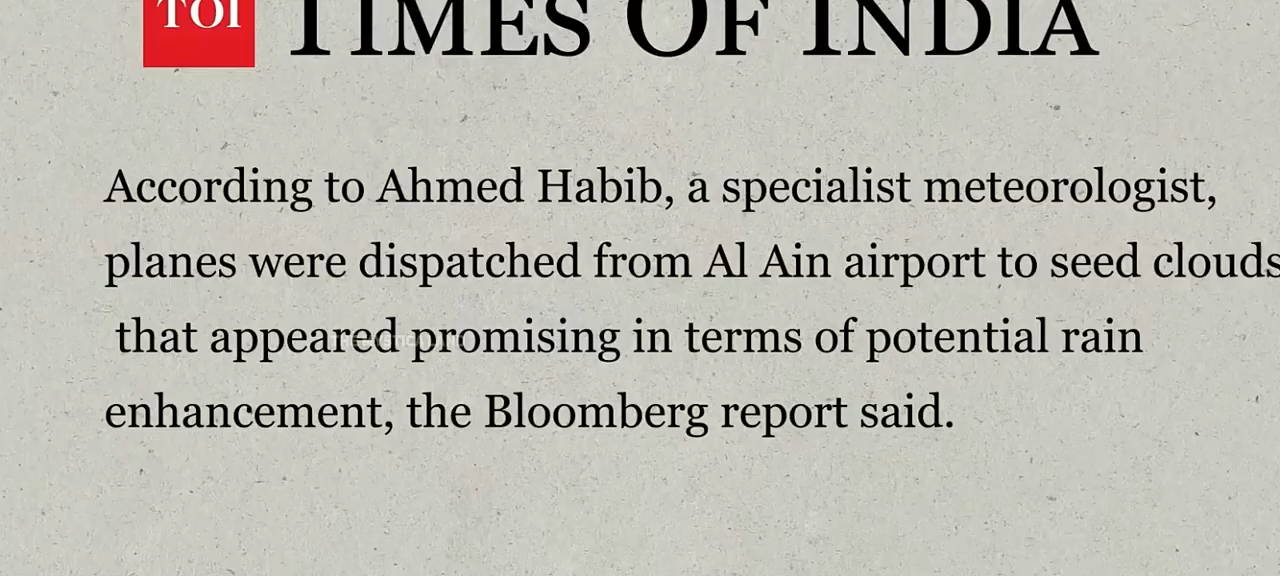 TOI TIMES OF INDIA
According to Ahmed Habib, a specialist meteorologist,
planes were dispatched from Al Ain airport to seed clouds
that appeared promising in terms of potential rain
enhancement, the Bloomberg report said.